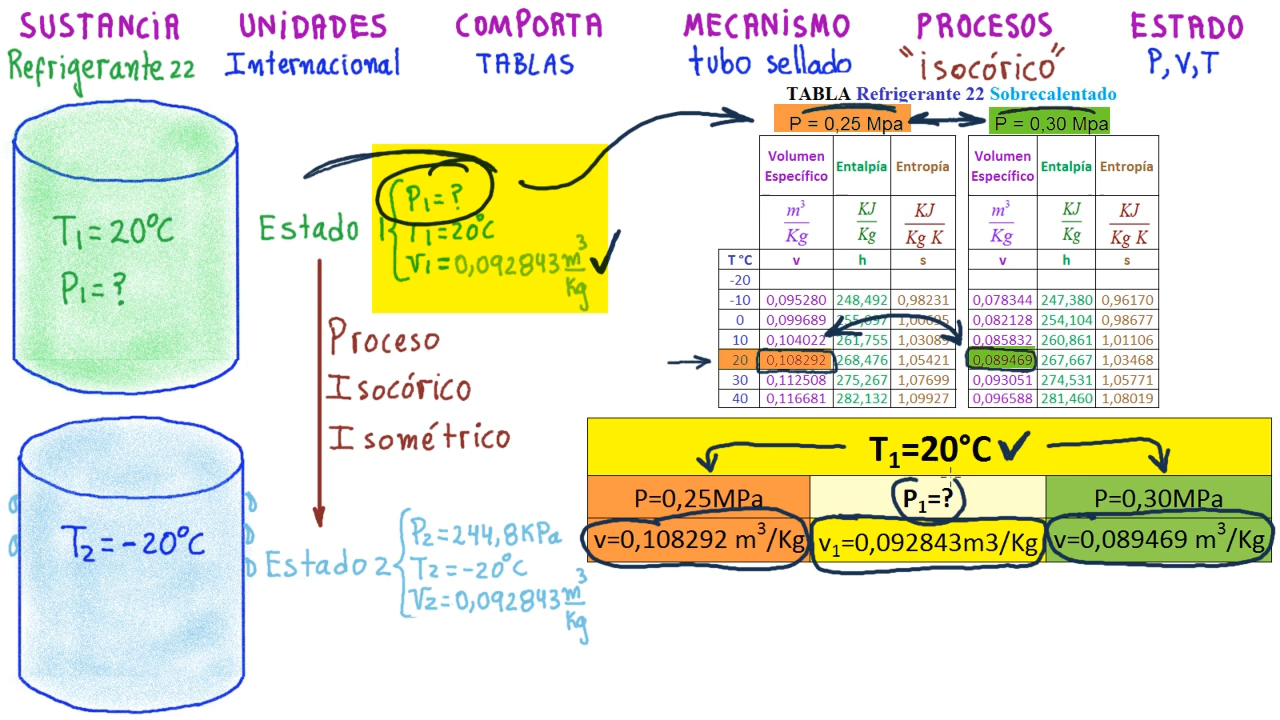 SUSTANCIA UNIDADES COMPORTA MECANISMO PROCESOS ESTADO
Refrigerante 22 Internacional TABLAS tubo sellado "isocórico" P, V, T
TABLA Refrigerante 22 Sobrecalentado
P = 0,25 Mpa P = 0,30 Mpa
Volumen Específico Entalpía Entropía Volumen Específico Entalpía Entropía
m³/Kg KJ/Kg KJ/Kg K m³/Kg KJ/Kg KJ/Kg K
T °C v h s v h s
-20
-10 0,095280 248,492 0,98231 0,078344 247,380 0,96170
0 0,099689 255,097 1,00695 0,082128 254,104 0,98677
10 0,104022 261,755 1,03089 0,085832 260,861 1,01106
20 0,108292 268,476 1,05421 0,089469 267,667 1,03468
30 0,112508 275,267 1,07699 0,093051 274,531 1,05771
40 0,116681 282,132 1,09927 0,096588 281,460 1,08019
T₁=20°C
P₁=?
Estado 1
P₁=?
T₁=20°C
V₁=0,092843 m³/Kg
Proceso
Isocórico
Isométrico
T₁=20°C
P=0,25MPa P₁=? P=0,30MPa
v=0,108292 m³/Kg v₁=0,092843m3/Kg v=0,089469 m³/Kg
T₂=-20°C
Estado 2
P₂=244,8KPa
T₂=-20°C
V₂=0,092843 m³/Kg